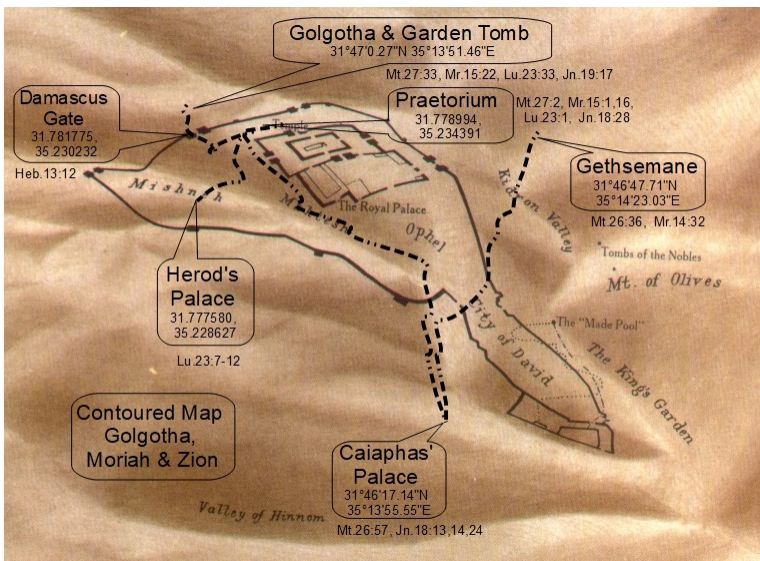 Golgotha & Garden Tomb
31°47'0.27"N 35°13'51.46"E
Mt.27:33, Mr.15:22, Lu.23:33, Jn.19:17
Damascus
Gate
31.781775,
35.230232
Heb.13:12
Praetorium
31.778994,
35.234391
Mt.27:2, Mr.15:1,16,
Lu.23:1, Jn.18:28
Temple
Gethsemane
31°46'47.71"N
35°14'23.03"E
Mt.26:36, Mr.14:32
Mishneh
The Royal Palace
Ophel
Kidron Valley
Tombs of the Nobles
Mt. of Olives
Herod's
Palace
31.777580,
35.228627
Lu.23:7-12
City of David
The "Made Pool"
The King's Garden
Contoured Map
Golgotha,
Moriah & Zion
Caiaphas'
Palace
31°46'17.14"N
35°13'55.55"E
Mt.26:57, Jn.18:13,14,24
Valley of Hinnom